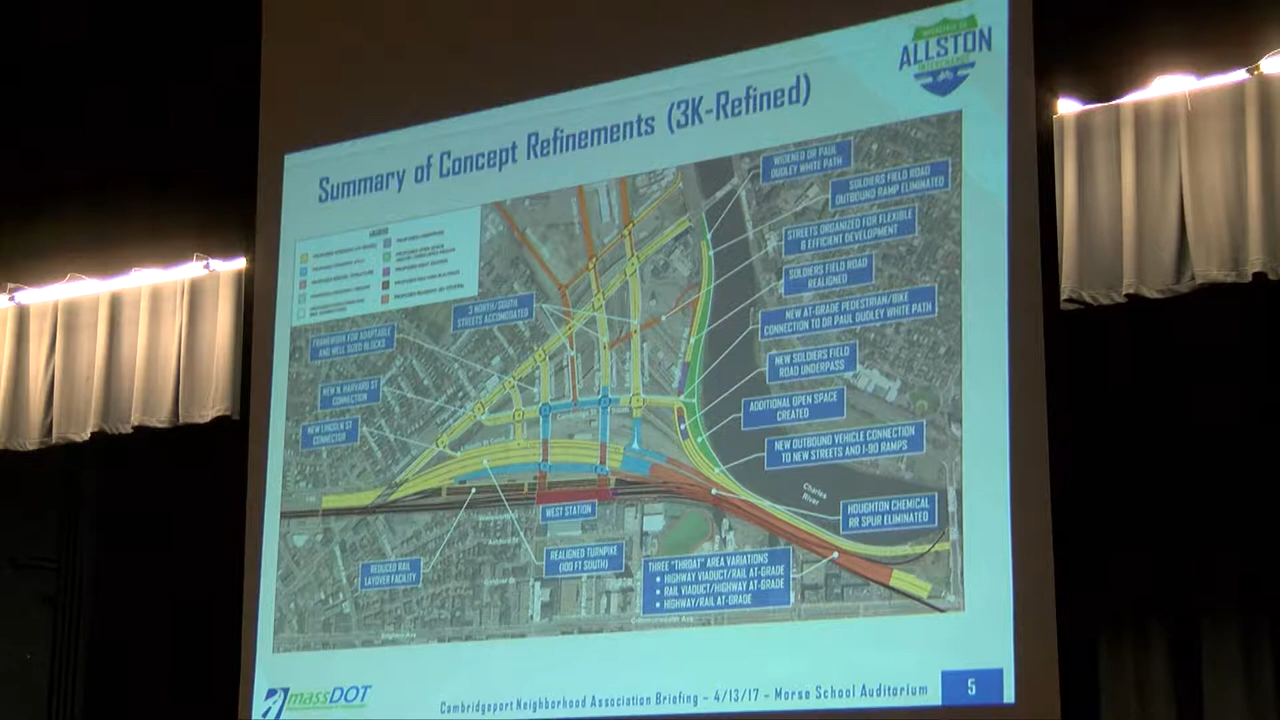 ALLSTON
INTERCHANGE
Summary of Concept Refinements (3K-Refined)
LEGEND
WIDENED DR PAUL
DUDLEY WHITE PATH
SOLDIERS FIELD ROAD
OUTBOUND RAMP ELIMINATED
STREETS ORGANIZED FOR FLEXIBLE
& EFFICIENT DEVELOPMENT
SOLDIERS FIELD ROAD
REALIGNED
NEW AT-GRADE PEDESTRIAN/BIKE
CONNECTION TO DR PAUL DUDLEY WHITE PATH
NEW SOLDIERS FIELD
ROAD UNDERPASS
ADDITIONAL OPEN SPACE
CREATED
NEW OUTBOUND VEHICLE CONNECTION
TO NEW STREETS AND I-90 RAMPS
HOUGHTON CHEMICAL
RR SPUR ELIMINATED
3 NORTH/SOUTH
STREETS ACCOMODATED
FRAMEWORK FOR ADAPTABLE
AND WELL SIZED BLOCKS
NEW N. HARVARD ST
CONNECTION
NEW LINCOLN ST
CONNECTOR
Charles
River
WEST STATION
REDUCED RAIL
LAYOVER FACILITY
REALIGNED TURNPIKE
(100 FT SOUTH)
THREE "THROAT" AREA VARIATIONS
• HIGHWAY VIADUCT/RAIL AT-GRADE
• RAIL VIADUCT/HIGHWAY AT-GRADE
• HIGHWAY/RAIL AT-GRADE
Commonwealth Ave
Brighton Ave
massDOT
Cambridgeport Neighborhood Association Briefing – 4/13/17 – Morse School Auditorium
5